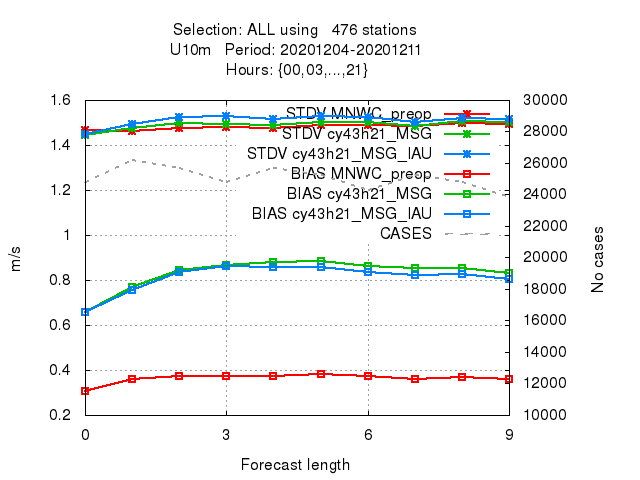 Selection: ALL using   476 stations
U10m   Period: 20201204-20201211
Hours: {00,03,...,21}
1.6
1.4
1.2
1
0.8
0.6
0.4
0.2
m/s
STDV MNWC_preop
STDV cy43h21_MSG
STDV cy43h21_MSG_IAU
BIAS MNWC_preop
BIAS cy43h21_MSG
BIAS cy43h21_MSG_IAU
CASES
30000
28000
26000
24000
22000
20000
18000
16000
14000
12000
10000
No cases
0 3 6 9
Forecast length